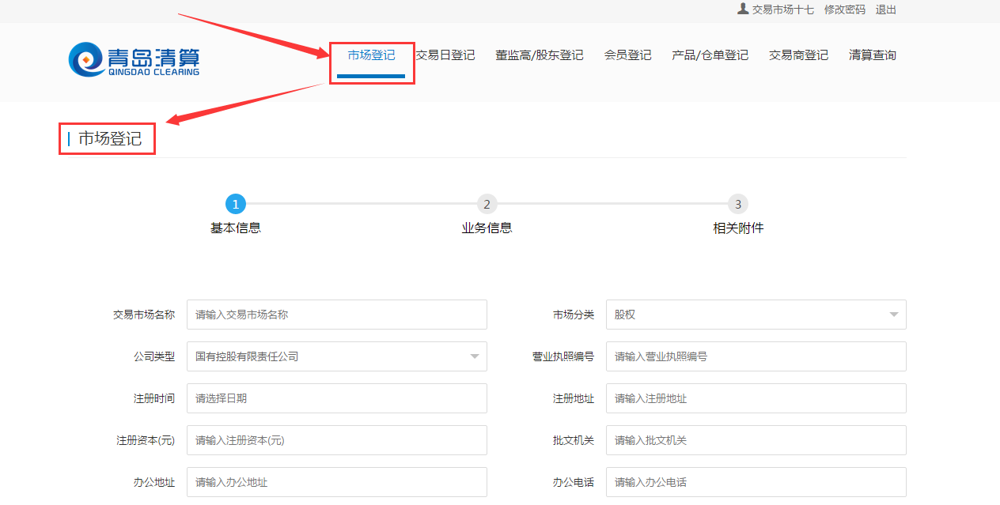 交易市场十七 修改密码 退出
青岛清算
QINGDAO CLEARING
市场登记 交易日登记 董监高/股东登记 会员登记 产品/仓单登记 交易商登记 清算查询
市场登记
1 2 3
基本信息 业务信息 相关附件
交易市场名称 请输入交易市场名称 市场分类 股权
公司类型 国有控股有限责任公司 营业执照编号 请输入营业执照编号
注册时间 请选择日期 注册地址 请输入注册地址
注册资本(元) 请输入注册资本(元) 批文机关 请输入批文机关
办公地址 请输入办公地址 办公电话 请输入办公电话